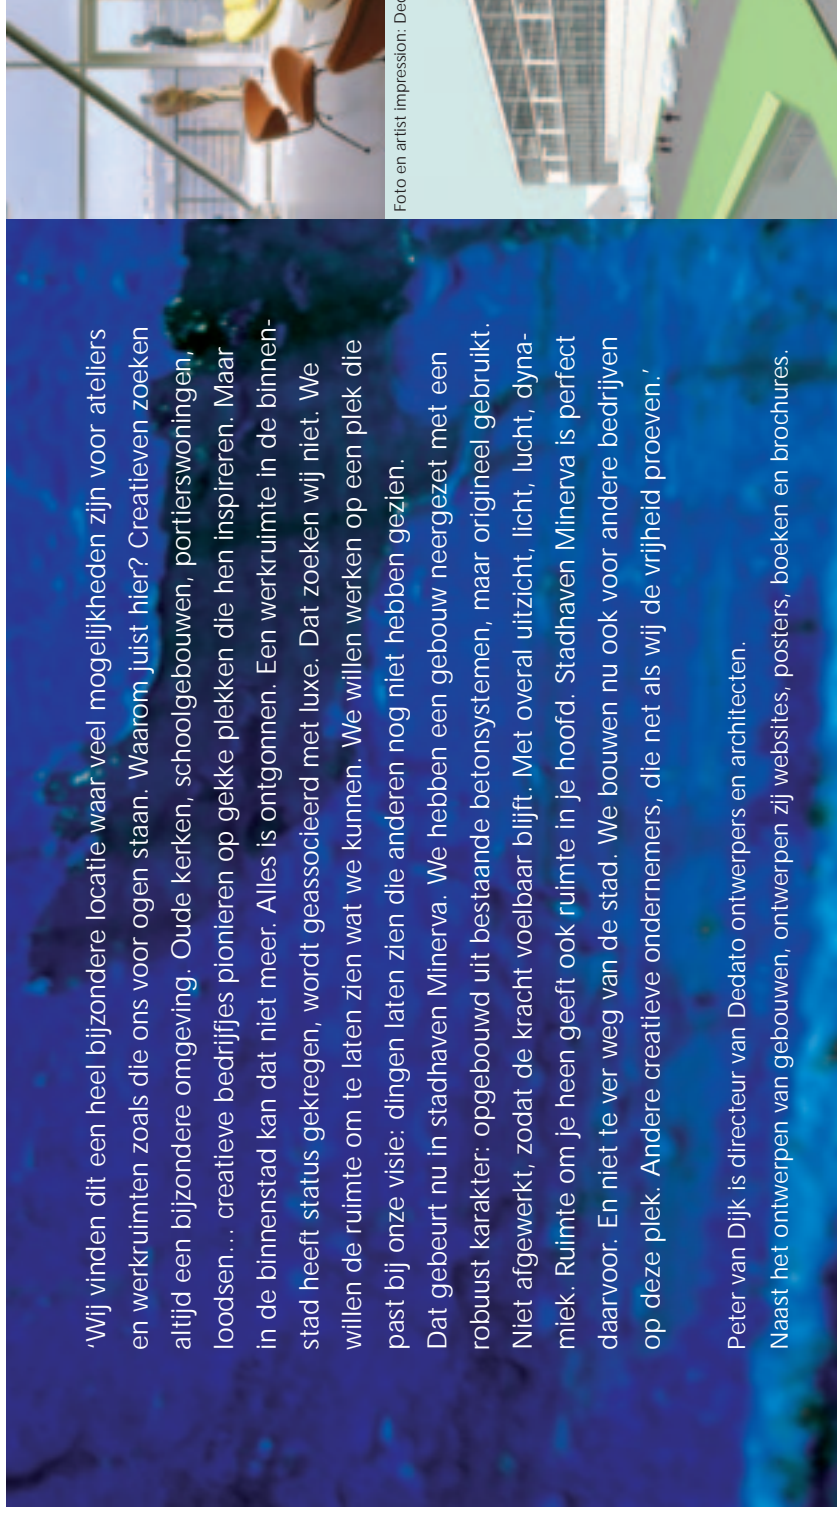 'Wij vinden dit een heel bijzondere locatie waar veel mogelijkheden zijn voor ateliers
en werkruimten zoals die ons voor ogen staan. Waarom juist hier? Creatieven zoeken
altijd een bijzondere omgeving. Oude kerken, schoolgebouwen, portierswoningen,
loodsen... creatieve bedrijfjes pionieren op gekke plekken die hen inspireren. Maar
in de binnenstad kan dat niet meer. Alles is ontgonnen. Een werkruimte in de binnen-
stad heeft status gekregen, wordt geassocieerd met luxe. Dat zoeken wij niet. We
willen de ruimte om te laten zien wat we kunnen. We willen werken op een plek die
past bij onze visie: dingen laten zien die anderen nog niet hebben gezien.
Dat gebeurt nu in stadhaven Minerva. We hebben een gebouw neergezet met een
robuust karakter: opgebouwd uit bestaande betonsystemen, maar origineel gebruikt.
Niet afgewerkt, zodat de kracht voelbaar blijft. Met overal uitzicht, licht, lucht, dyna-
miek. Ruimte om je heen geeft ook ruimte in je hoofd. Stadhaven Minerva is perfect
daarvoor. En niet te ver weg van de stad. We bouwen nu ook voor andere bedrijven
op deze plek. Andere creatieve ondernemers, die net als wij de vrijheid proeven.'
Peter van Dijk is directeur van Dedato ontwerpers en architecten.
Naast het ontwerpen van gebouwen, ontwerpen zij websites, posters, boeken en brochures.
Foto en artist impression: Ded